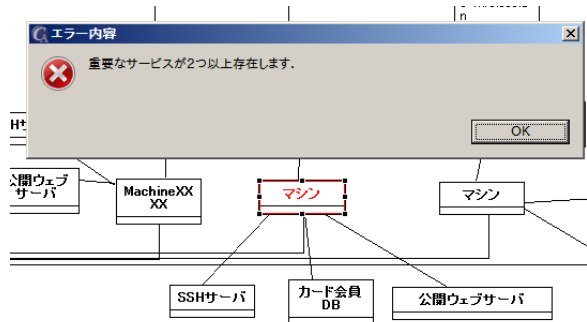 n
エラー内容
重要なサービスが2つ以上存在します.
OK
公開ウェブ
サーバ
MachineXX
XX
マシン
マシン
SSHサーバ
カード会員
DB
公開ウェブサーバ